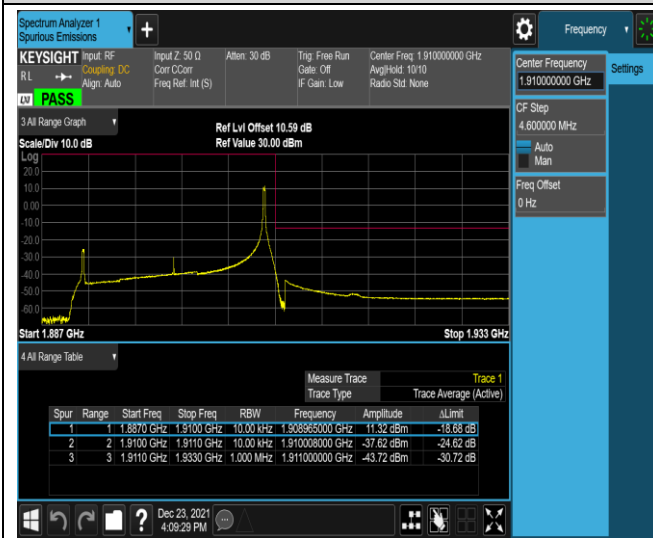 Spectrum Analyzer 1
Spurious Emissions
+
Frequency
KEYSIGHT
RL
LXI
PASS
Input: RF
Coupling: DC
Align: Auto
Input Z: 50 Ω
Corr CCorr
Freq Ref: Int (S)
Atten: 30 dB
Trig: Free Run
Gate: Off
IF Gain: Low
Center Freq: 1.910000000 GHz
Avg|Hold: 10/10
Radio Std: None
Center Frequency
1.910000000 GHz
Settings
CF Step
4.600000 MHz
Auto
Man
Freq Offset
0 Hz
3 All Range Graph
Scale/Div 10.0 dB
Ref Lvl Offset 10.59 dB
Ref Value 30.00 dBm
Log
20.0
10.0
0.00
-10.0
-20.0
-30.0
-40.0
-50.0
-60.0
Start 1.887 GHz
Stop 1.933 GHz
4 All Range Table
Measure Trace Trace 1
Trace Type Trace Average (Active)
Spur Range Start Freq Stop Freq RBW Frequency Amplitude ΔLimit
1 1 1.8870 GHz 1.9100 GHz 10.00 kHz 1.908965000 GHz 11.32 dBm -18.68 dB
2 2 1.9100 GHz 1.9110 GHz 10.00 kHz 1.910008000 GHz -37.62 dBm -24.62 dB
3 3 1.9110 GHz 1.9330 GHz 1.000 MHz 1.911000000 GHz -43.72 dBm -30.72 dB
?
Dec 23, 2021
4:09:29 PM